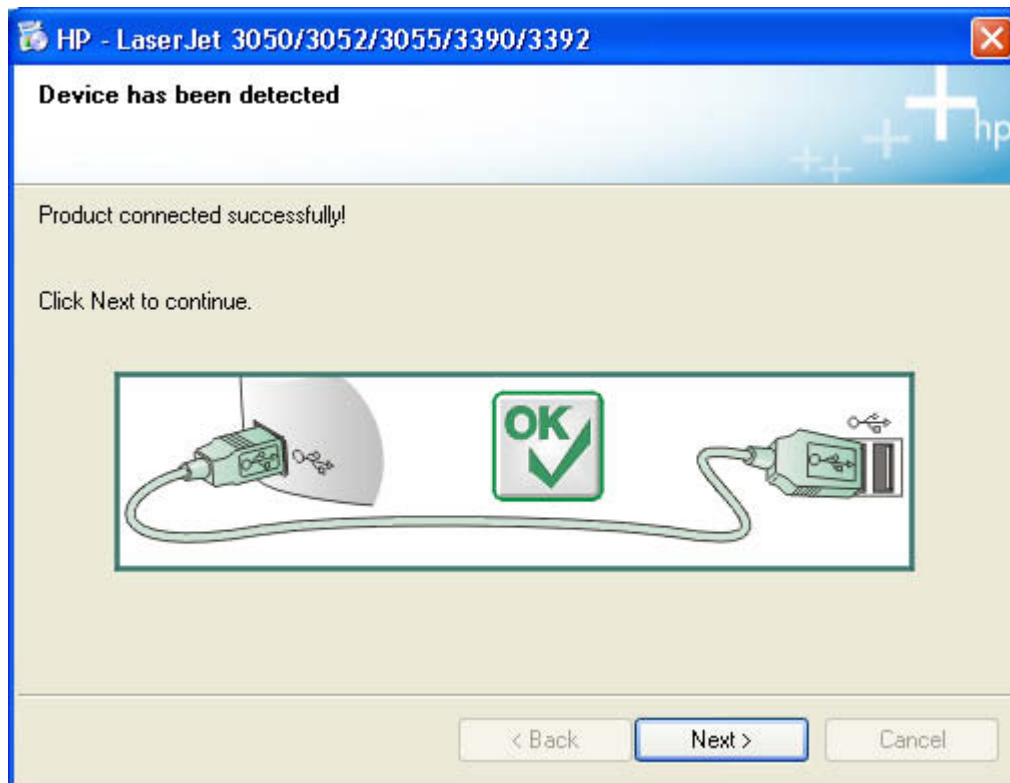 HP - LaserJet 3050/3052/3055/3390/3392
Device has been detected
hp
Product connected successfully!
Click Next to continue.
OK
< Back
Next >
Cancel